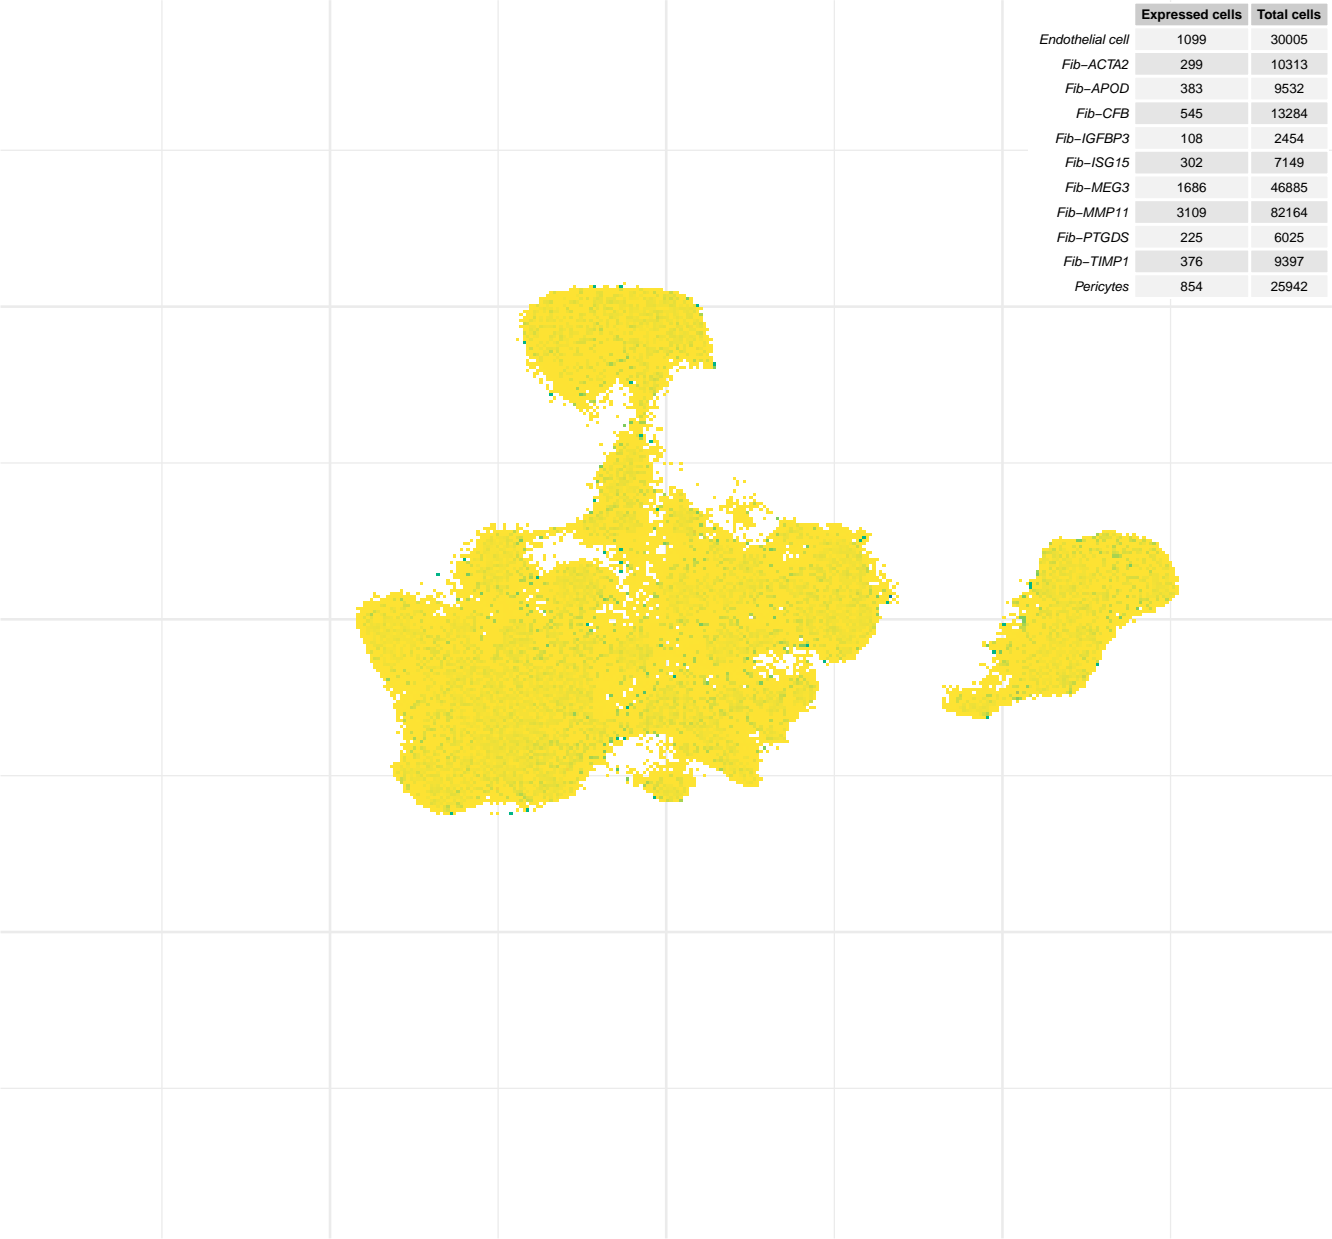 Expressed cells Total cells
Endothelial cell 1099 30005
Fib−ACTA2 299 10313
Fib−APOD 383 9532
Fib−CFB 545 13284
Fib−IGFBP3 108 2454
Fib−ISG15 302 7149
Fib−MEG3 1686 46885
Fib−MMP11 3109 82164
Fib−PTGDS 225 6025
Fib−TIMP1 376 9397
Pericytes 854 25942